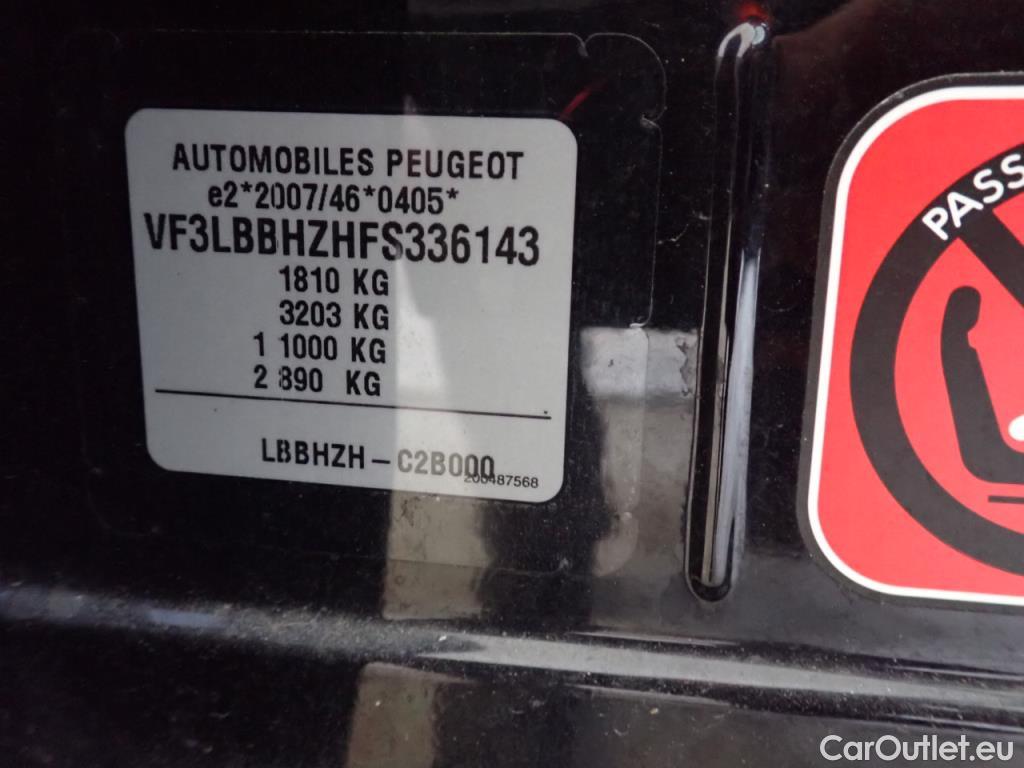 AUTOMOBILES PEUGEOT
e2*2007/46*0405*
VF3LBBHZHFS336143
1810 KG
3203 KG
1 1000 KG
2 890 KG
LBBHZH - C2B000
200487568
PASS
CarOutlet.eu